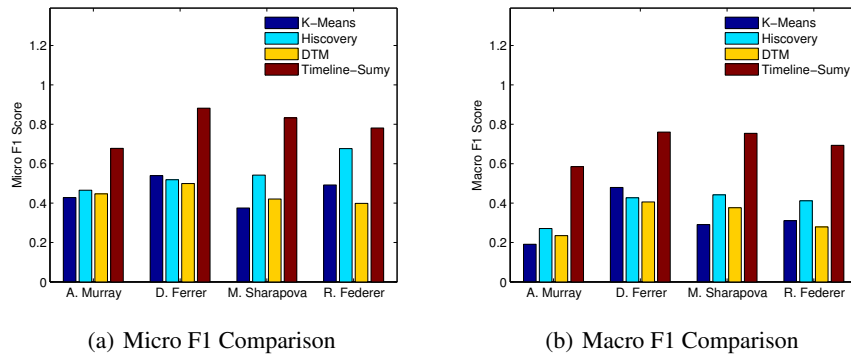 K−Means
Hiscovery
DTM
Timeline−Sumy
Micro F1 Score
1.2
1
0.8
0.6
0.4
0.2
0
A. Murray D. Ferrer M. Sharapova R. Federer
(a) Micro F1 Comparison
K−Means
Hiscovery
DTM
Timeline−Sumy
Macro F1 Score
1.2
1
0.8
0.6
0.4
0.2
0
A. Murray D. Ferrer M. Sharapova R. Federer
(b) Macro F1 Comparison